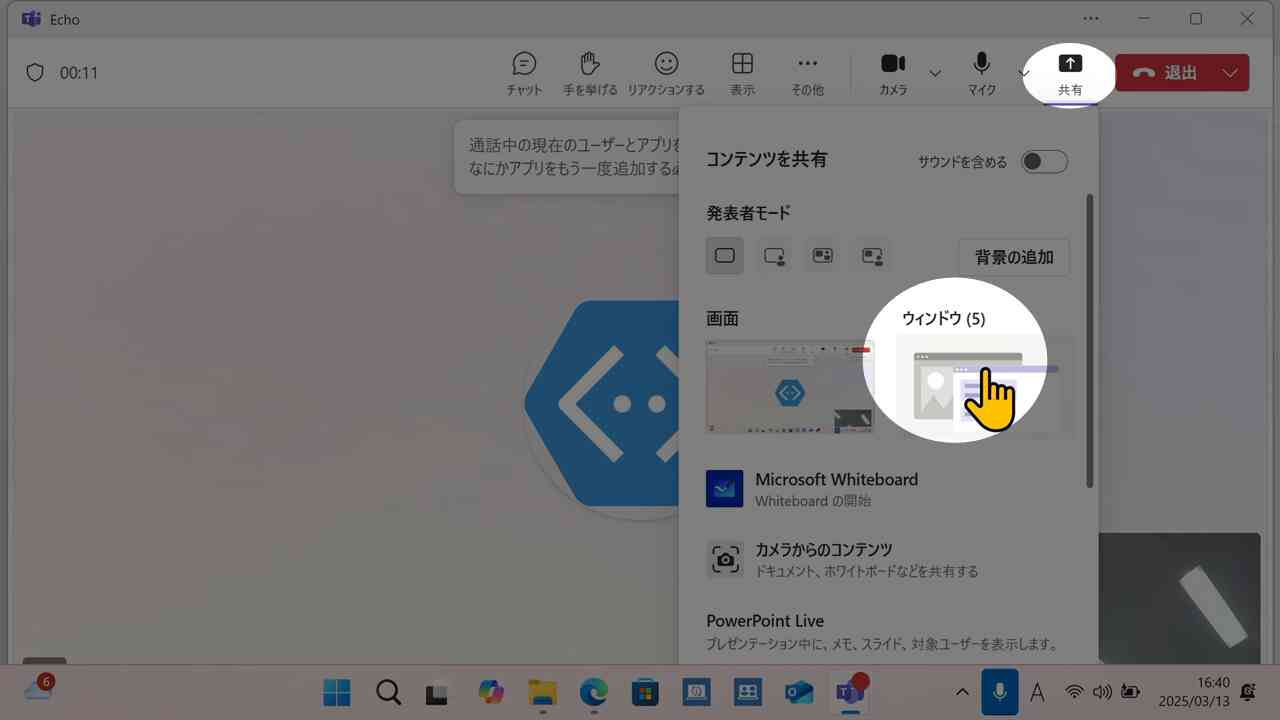 Echo
00:11
チャット
手を挙げる
リアクションする
表示
その他
カメラ
マイク
共有
退出
通話中の現在のユーザーとアプリを
なにかアプリをもう一度追加する
コンテンツを共有
サウンドを含める
発表者モード
背景の追加
画面
ウィンドウ (5)
Microsoft Whiteboard
Whiteboard の開始
カメラからのコンテンツ
ドキュメント、ホワイトボードなどを共有する
PowerPoint Live
プレゼンテーション中に、メモ、スライド、対象ユーザーを表示します。
6
A
16:40
2025/03/13